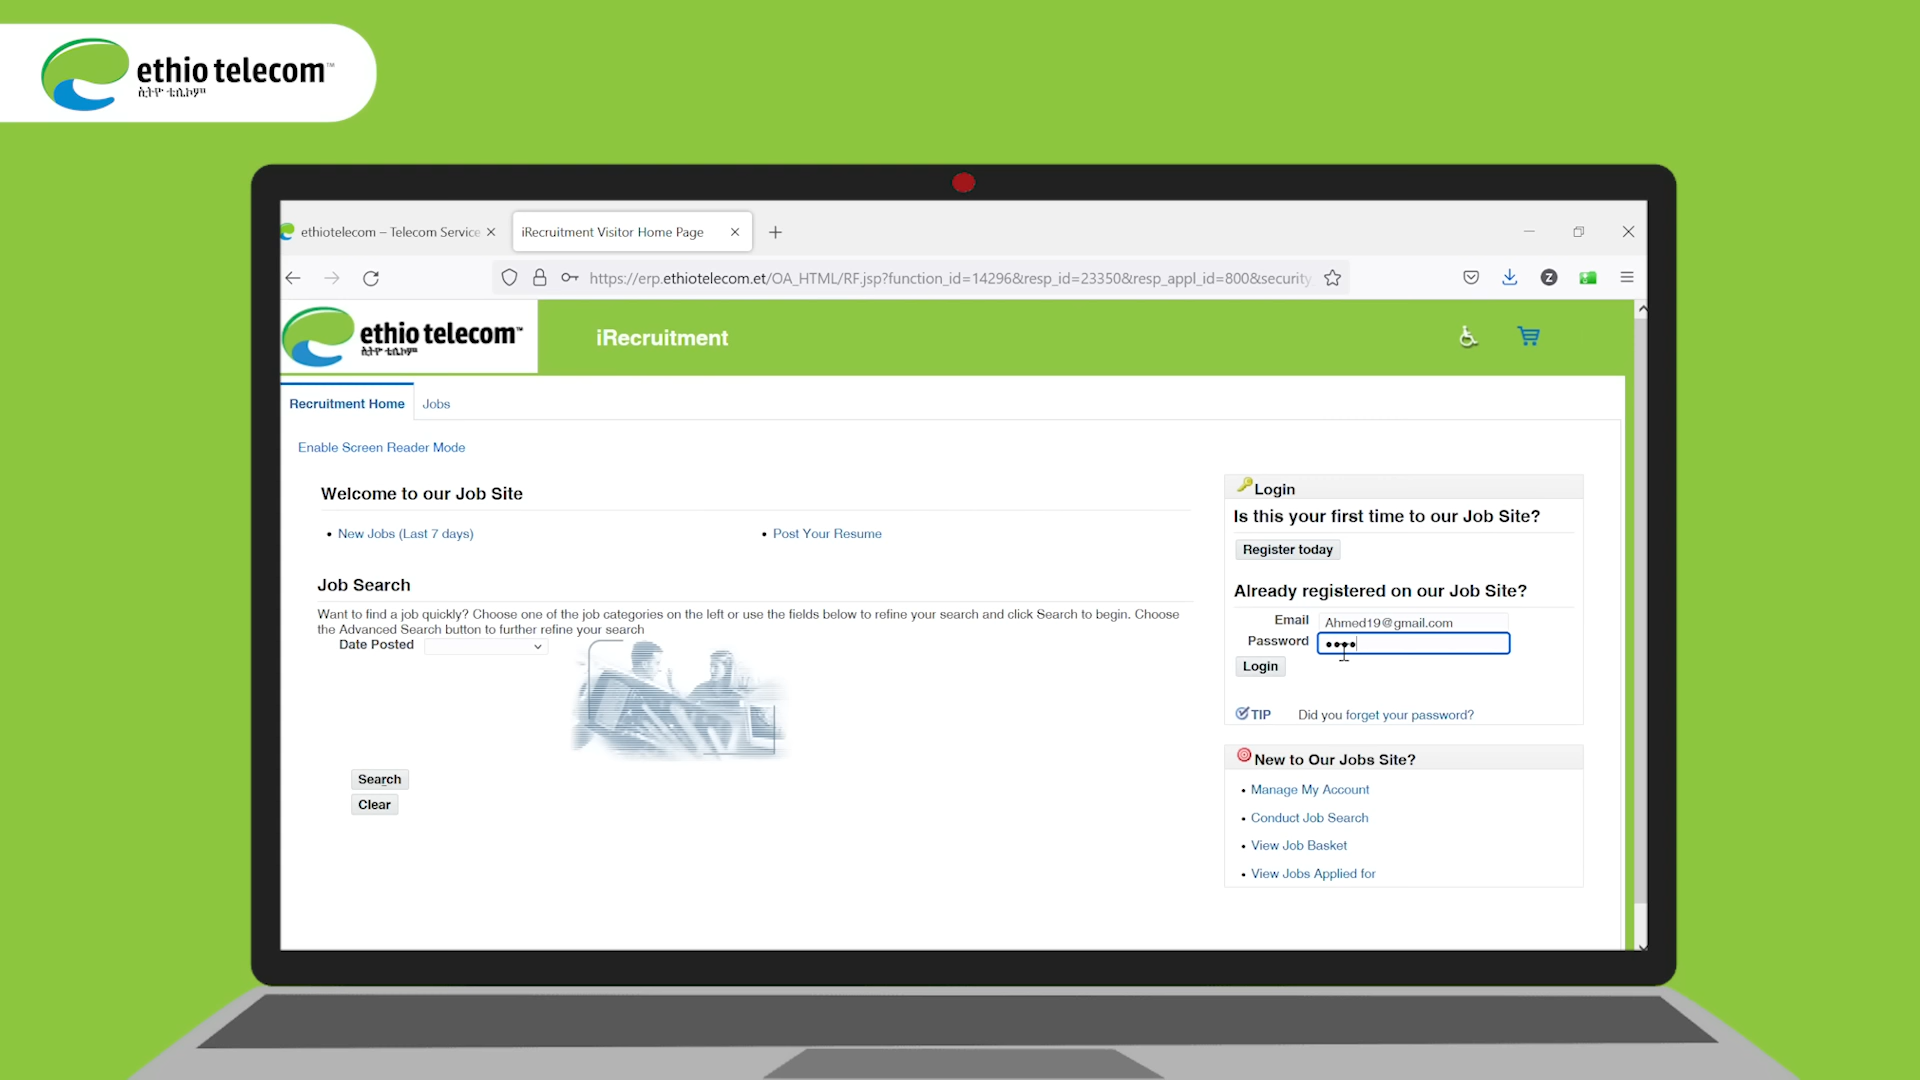 ethio telecom™
ኢትዮ ቴሌኮም
ethiotelecom – Telecom Service
iRecruitment Visitor Home Page
https://erp.ethiotelecom.et/OA_HTML/RF.jsp?function_id=14296&resp_id=23350&resp_appl_id=800&security
Z
ethio telecom™
ኢትዮ ቴሌኮም
iRecruitment
Recruitment Home
Jobs
Enable Screen Reader Mode
Welcome to our Job Site
• New Jobs (Last 7 days)
• Post Your Resume
Job Search
Want to find a job quickly? Choose one of the job categories on the left or use the fields below to refine your search and click Search to begin. Choose
the Advanced Search button to further refine your search
Date Posted
Search
Clear
Login
Is this your first time to our Job Site?
Register today
Already registered on our Job Site?
Email Ahmed19@gmail.com
Password ••••
Login
TIP Did you forget your password?
New to Our Jobs Site?
• Manage My Account
• Conduct Job Search
• View Job Basket
• View Jobs Applied for